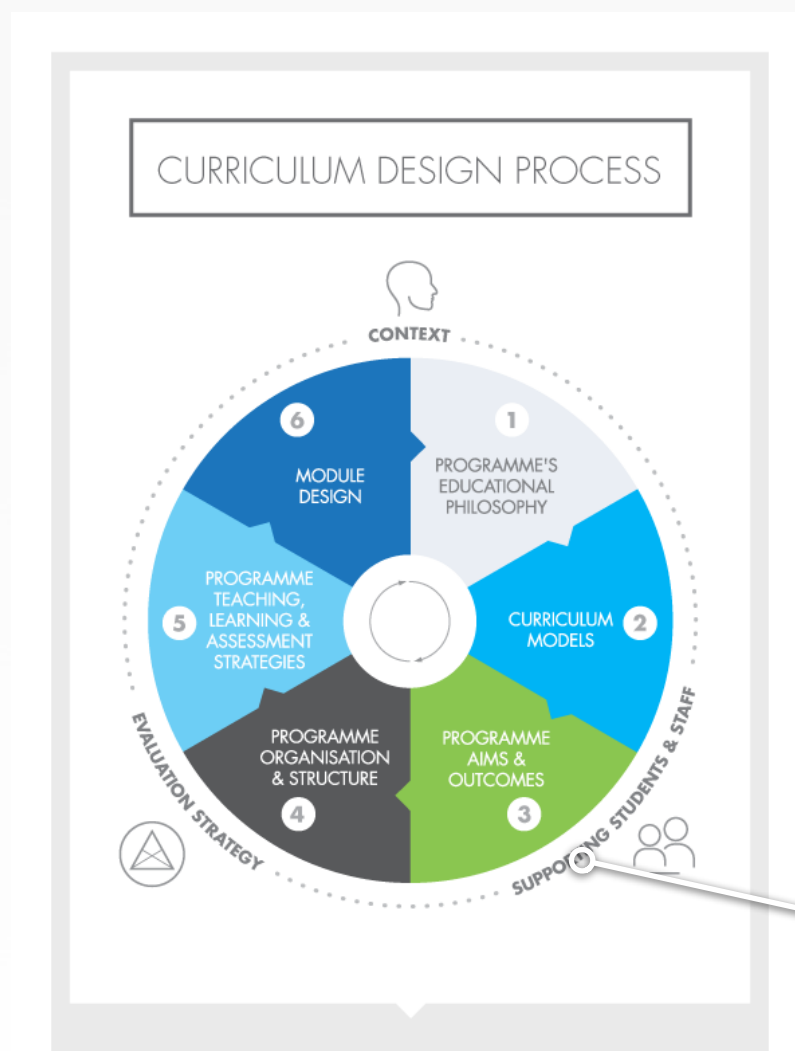 CURRICULUM DESIGN PROCESS
CONTEXT
1
PROGRAMME'S
EDUCATIONAL
PHILOSOPHY
CURRICULUM
MODELS
2
PROGRAMME
AIMS &
OUTCOMES
3
PROGRAMME
ORGANISATION
& STRUCTURE
4
5
PROGRAMME
TEACHING,
LEARNING &
ASSESSMENT
STRATEGIES
6
MODULE
DESIGN
SUPPORTING STUDENTS & STAFF
EVALUATION STRATEGY